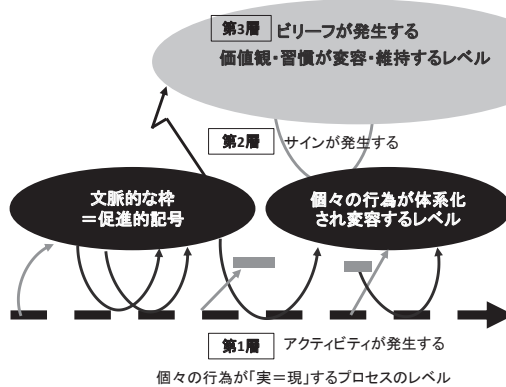 第3層 ビリーフが発生する
価値観・習慣が変容・維持するレベル
第2層 サインが発生する
文脈的な枠
=促進的記号
個々の行為が体系化
され変容するレベル
第1層 アクティビティが発生する
個々の行為が「実=現」するプロセスのレベル